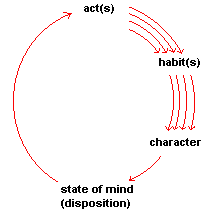 act(s)
habit(s)
character
state of mind
(disposition)